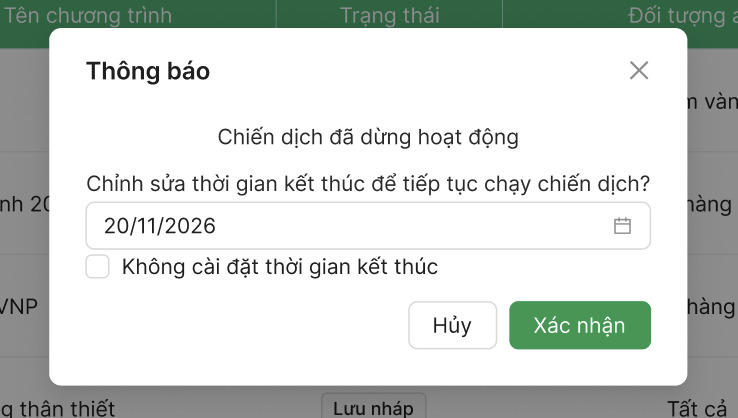 Tên chương trình
Trạng thái
Đối tượng
Thông báo
Chiến dịch đã dừng hoạt động
Chỉnh sửa thời gian kết thúc để tiếp tục chạy chiến dịch?
20/11/2026
Không cài đặt thời gian kết thúc
Hủy
Xác nhận
vàn
nh 20
hàng
VNP
hàng
g thân thiết
Lưu nháp
Tất cả